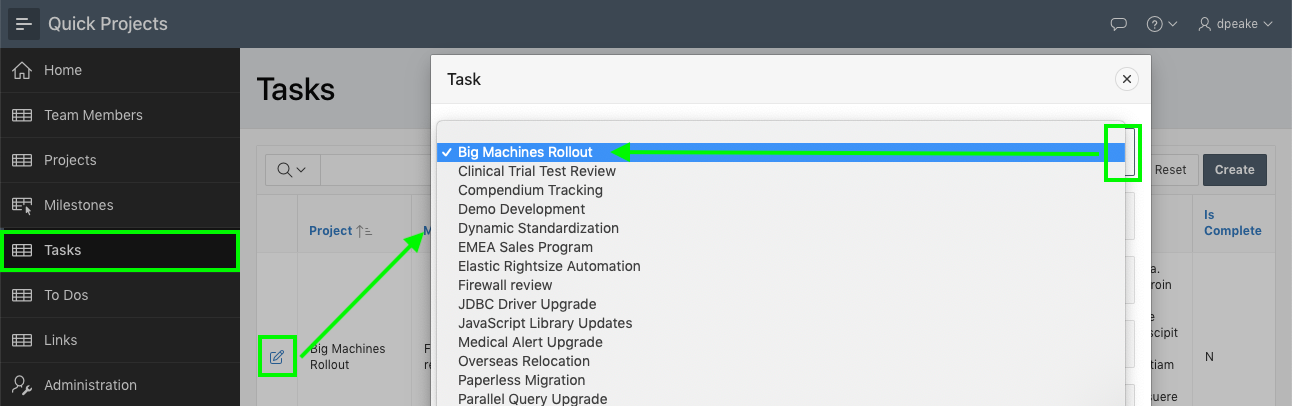 Quick Projects
dpeake
Home
Team Members
Projects
Milestones
Tasks
To Dos
Links
Administration
Tasks
Reset
Create
Project
Is
Complete
Big Machines
Rollout
N
Task
Big Machines Rollout
Clinical Trial Test Review
Compendium Tracking
Demo Development
Dynamic Standardization
EMEA Sales Program
Elastic Rightsize Automation
Firewall review
JDBC Driver Upgrade
JavaScript Library Updates
Medical Alert Upgrade
Overseas Relocation
Paperless Migration
Parallel Query Upgrade